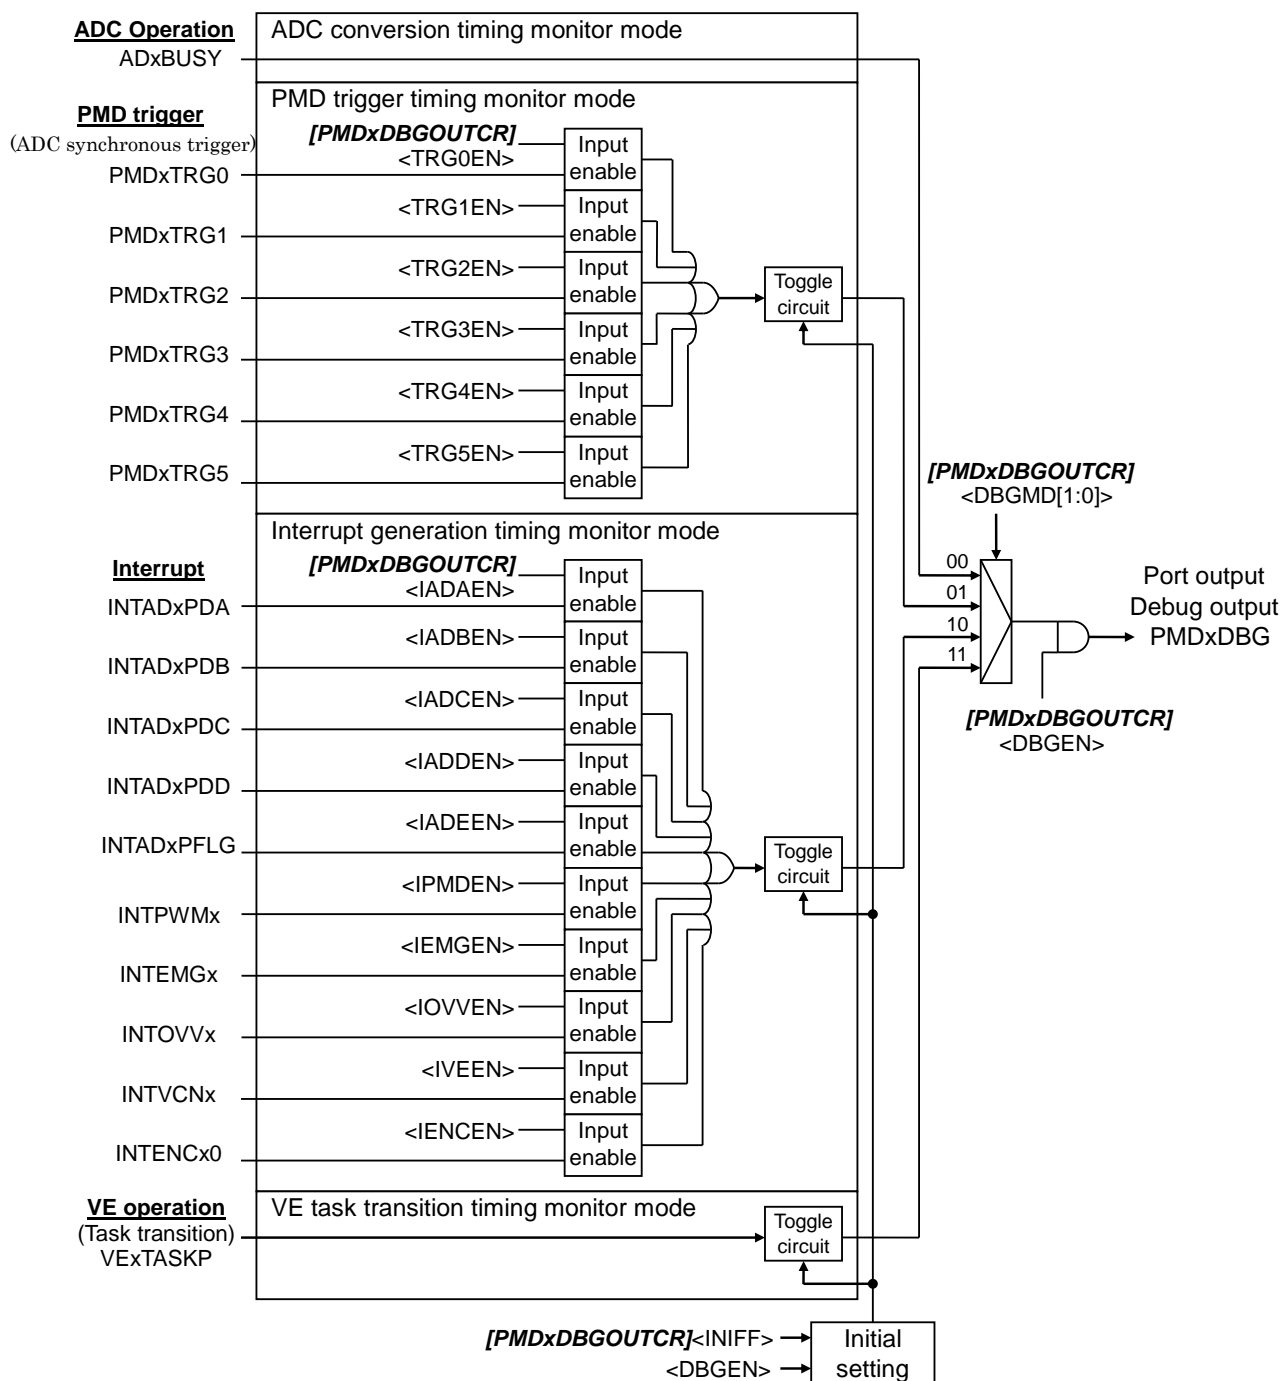 ADC Operation
ADxBUSY
ADC conversion timing monitor mode
PMD trigger timing monitor mode
PMD trigger
(ADC synchronous trigger)
[PMDxDBGOUTCR]
<TRG0EN>
Input
enable
PMDxTRG0
<TRG1EN>
Input
enable
PMDxTRG1
<TRG2EN>
Input
enable
PMDxTRG2
<TRG3EN>
Input
enable
PMDxTRG3
<TRG4EN>
Input
enable
PMDxTRG4
<TRG5EN>
Input
enable
PMDxTRG5
Toggle
circuit
Interrupt generation timing monitor mode
Interrupt
[PMDxDBGOUTCR]
<IADAEN>
Input
enable
INTADxPDA
<IADBEN>
Input
enable
INTADxPDB
<IADCEN>
Input
enable
INTADxPDC
<IADDEN>
Input
enable
INTADxPDD
<IADEEN>
Input
enable
INTADxPFLG
<IPMDEN>
Input
enable
INTPWMx
<IEMGEN>
Input
enable
INTEMGx
<IOVVEN>
Input
enable
INTOVVx
<IVEEN>
Input
enable
INTVCNx
<IENCEN>
Input
enable
INTENCx0
Toggle
circuit
VE operation
(Task transition)
VExTASKP
VE task transition timing monitor mode
Toggle
circuit
[PMDxDBGOUTCR]
<DBGMD[1:0]>
00
01
10
11
Port output
Debug output
PMDxDBG
[PMDxDBGOUTCR]
<DBGEN>
[PMDxDBGOUTCR]<INIFF>
<DBGEN>
Initial
setting